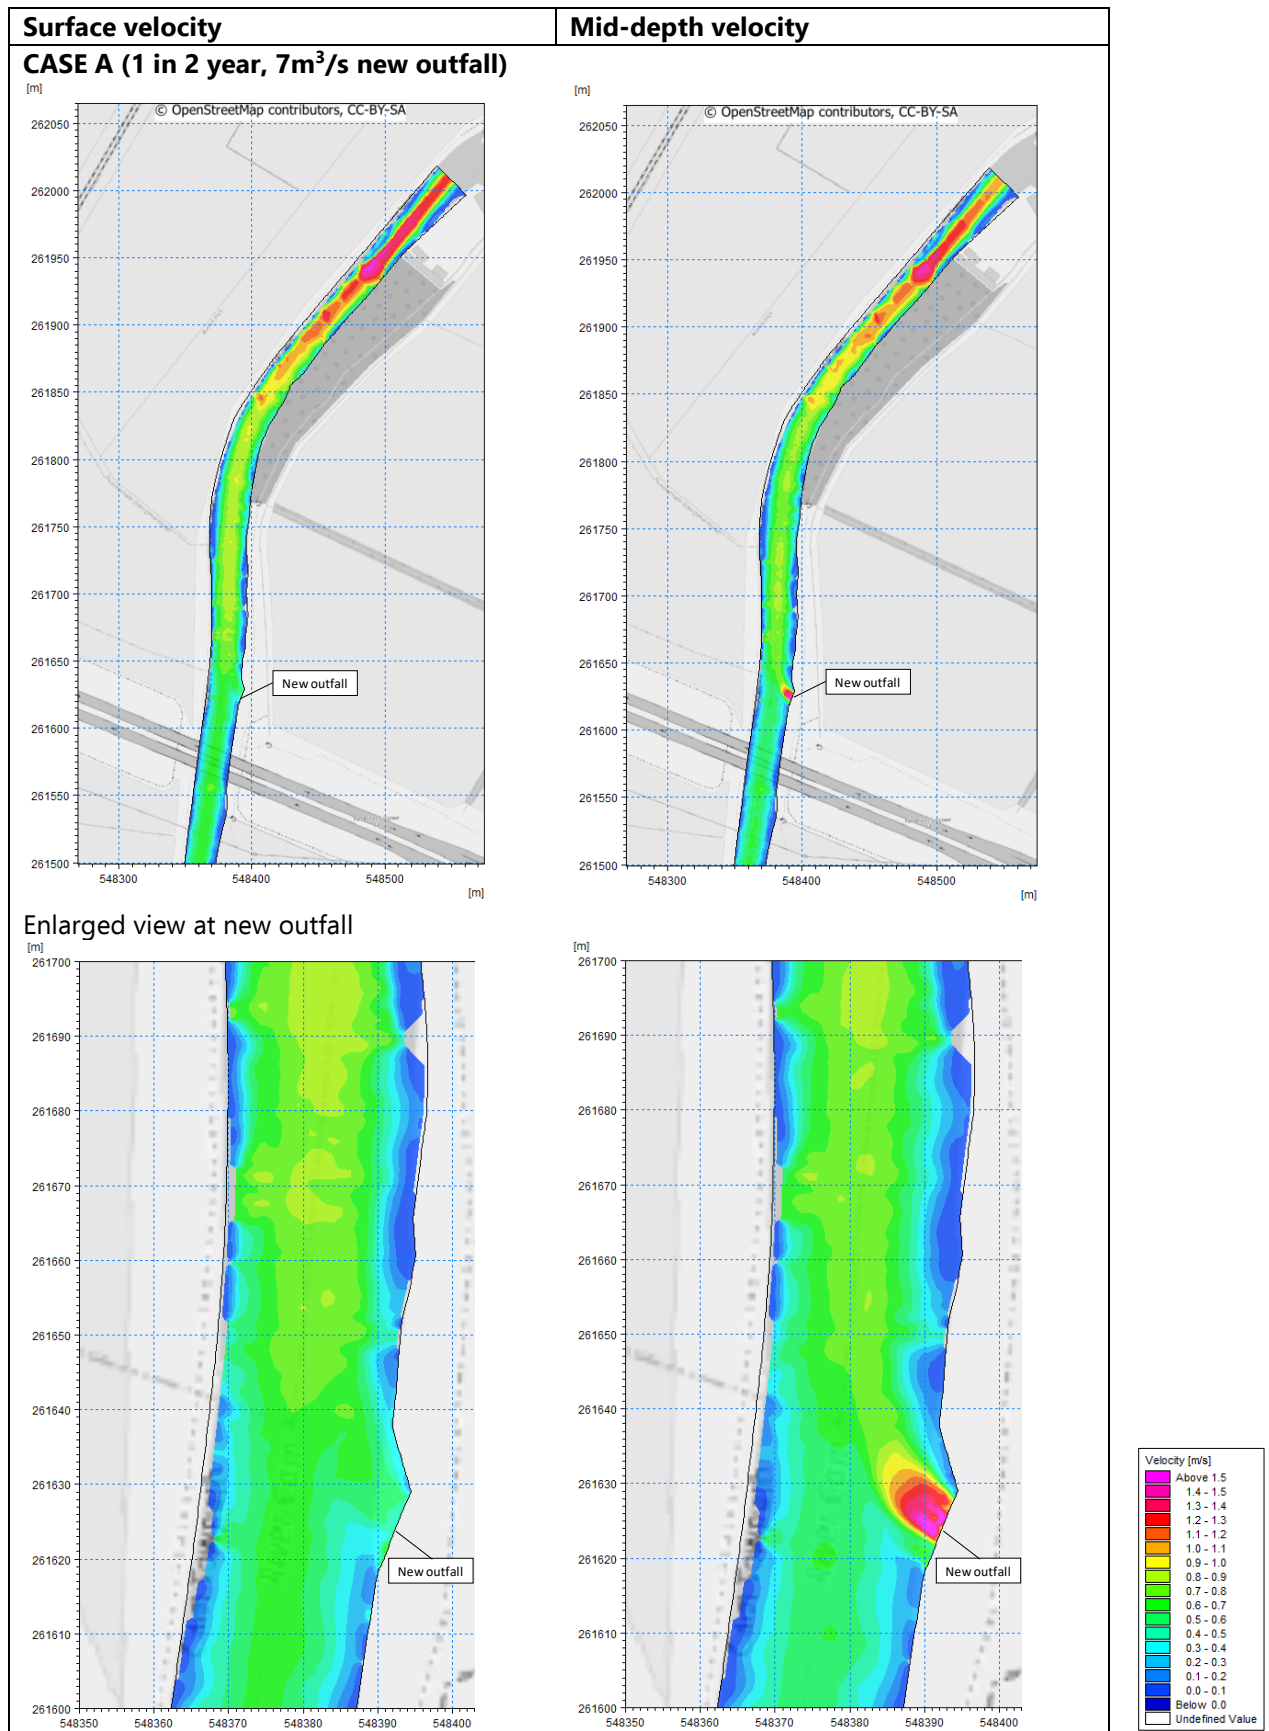 Surface velocity
Mid-depth velocity
CASE A (1 in 2 year, 7m³/s new outfall)
[m]
© OpenStreetMap contributors, CC-BY-SA
262050
262000
261950
261900
261850
261800
261750
261700
261650
261600
261550
261500
New outfall
548300
548400
548500
[m]
[m]
© OpenStreetMap contributors, CC-BY-SA
262050
262000
261950
261900
261850
261800
261750
261700
261650
261600
261550
261500
New outfall
548300
548400
548500
[m]
Enlarged view at new outfall
[m]
261700
261690
261680
261670
261660
261650
261640
261630
261620
261610
261600
New outfall
548350
548360
548370
548380
548390
548400
[m]
261700
261690
261680
261670
261660
261650
261640
261630
261620
261610
261600
New outfall
548350
548360
548370
548380
548390
548400
Velocity [m/s]
Above 1.5
1.4 - 1.5
1.3 - 1.4
1.2 - 1.3
1.1 - 1.2
1.0 - 1.1
0.9 - 1.0
0.8 - 0.9
0.7 - 0.8
0.6 - 0.7
0.5 - 0.6
0.4 - 0.5
0.3 - 0.4
0.2 - 0.3
0.1 - 0.2
0.0 - 0.1
Below 0.0
Undefined Value